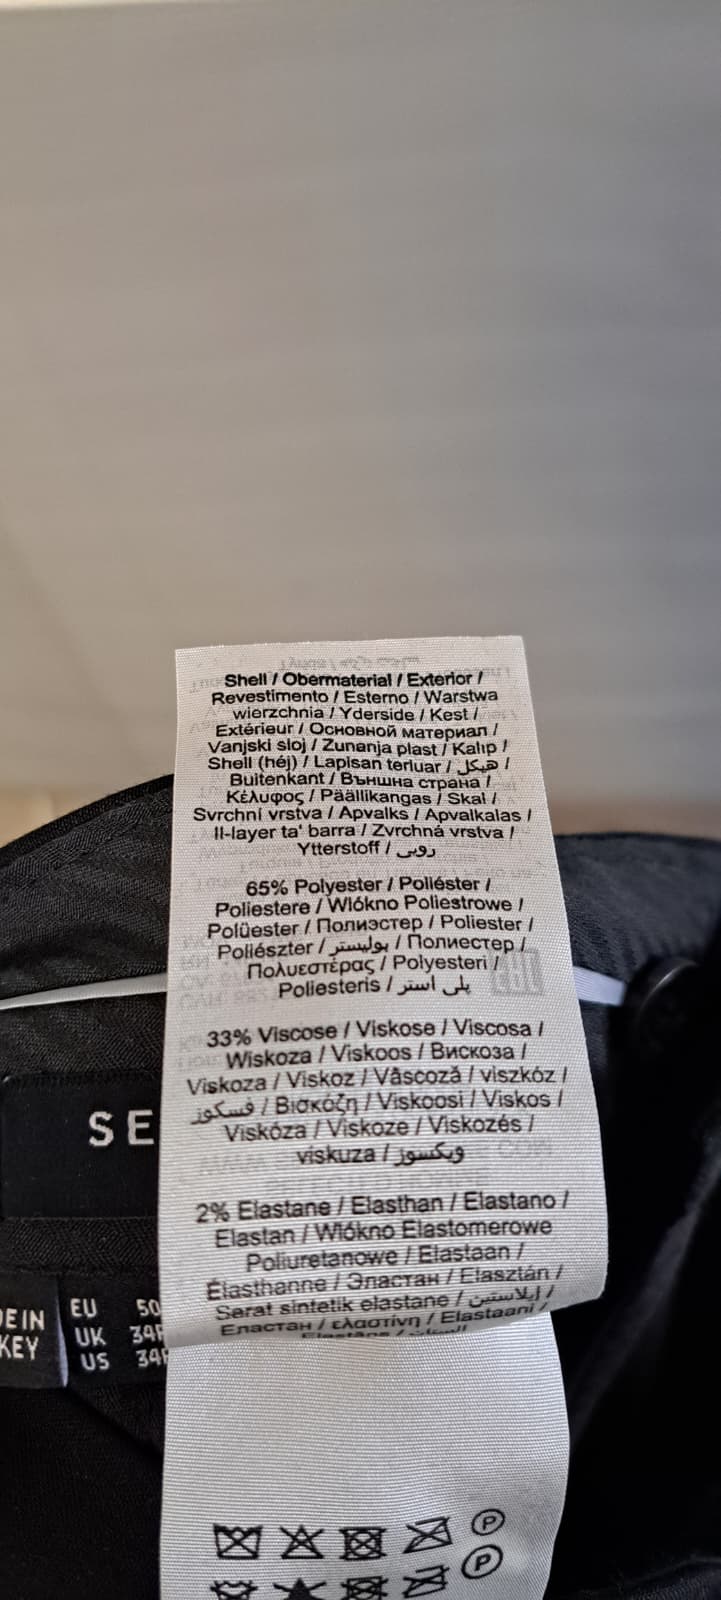 Shell / Obermaterial / Exterior /
Revestimento / Esterno / Warstwa
wierzchnia / Yderside / Kest /
Extérieur / Основной материал /
Vanjski sloj / Zunanja plast / Kalıp /
Shell (héj) / Lapisan terluar / هيكل /
Buitenkant / Външна страна /
Κέλυφος / Päällikangas / Skal /
Svrchní vrstva / Apvalks / Apvalkalas /
Il-layer ta' barra / Zvrchná vrstva /
Ytterstoff / رویی
65% Polyester / Poliéster /
Poliestere / Włókno Poliestrowe /
Polüester / Полиэстер / Poliester /
Poliészter / بوليستر / Полиестер /
Πολυεστέρας / Polyesteri /
Poliesteris / پلی استر
33% Viscose / Viskose / Viscosa /
Wiskoza / Viskoos / Вискоза /
Viskoza / Viskoz / Vâscoză / viszkóz /
فسكوز / Βισκόζη / Viskoosi / Viskos /
Viskóza / Viskoze / Viskozés /
viskuza / ویکسوز
2% Elastane / Elasthan / Elastano /
Elastan / Włókno Elastomerowe
Poliuretanowe / Elastaan /
Élasthanne / Эластан / Elasztán /
Serat sintetik elastane / إيلاستين /
Еластан / ελαστίνη / Elastaani /
SE
EU 50
UK 34R
US 34R
P
P